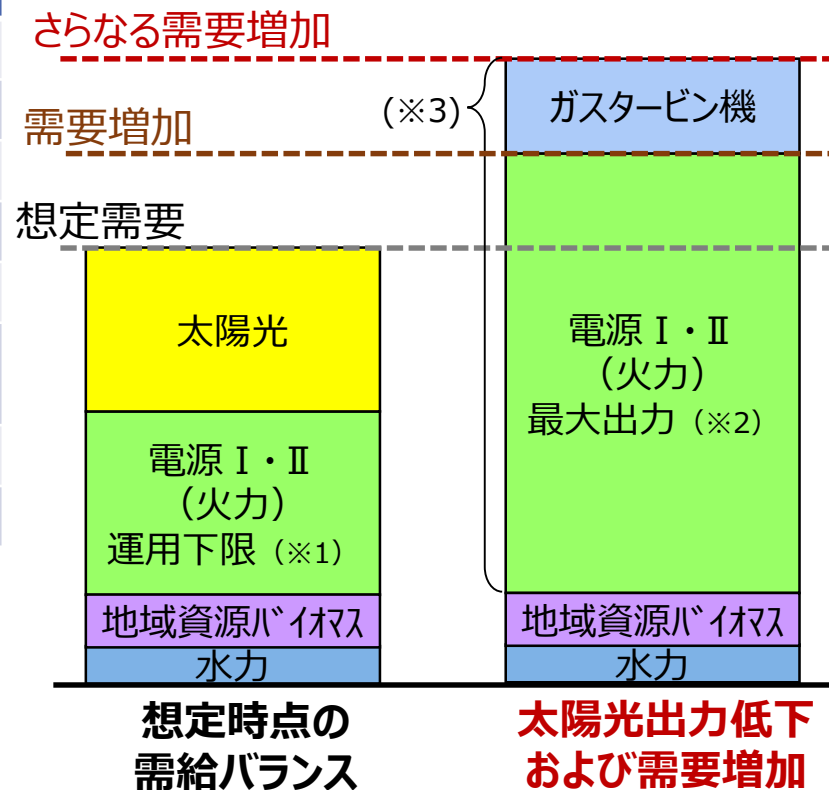 さらなる需要増加
需要増加
想定需要
(※3)
太陽光
電源Ⅰ・Ⅱ
(火力)
運用下限(※1)
地域資源ﾊﾞｲｵﾏｽ
水力
想定時点の
需給バランス
ガスタービン機
電源Ⅰ・Ⅱ
(火力)
最大出力(※2)
地域資源ﾊﾞｲｵﾏｽ
水力
太陽光出力低下
および需要増加